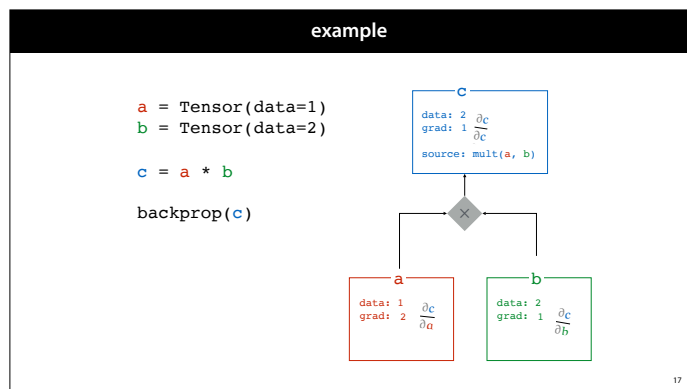 example
a = Tensor(data=1)
b = Tensor(data=2)
c = a * b
backprop(c)
c
data: 2
grad: 1 ∂c/∂c
source: mult(a, b)
×
a
data: 1
grad: 2 ∂c/∂a
b
data: 2
grad: 1 ∂c/∂b
17